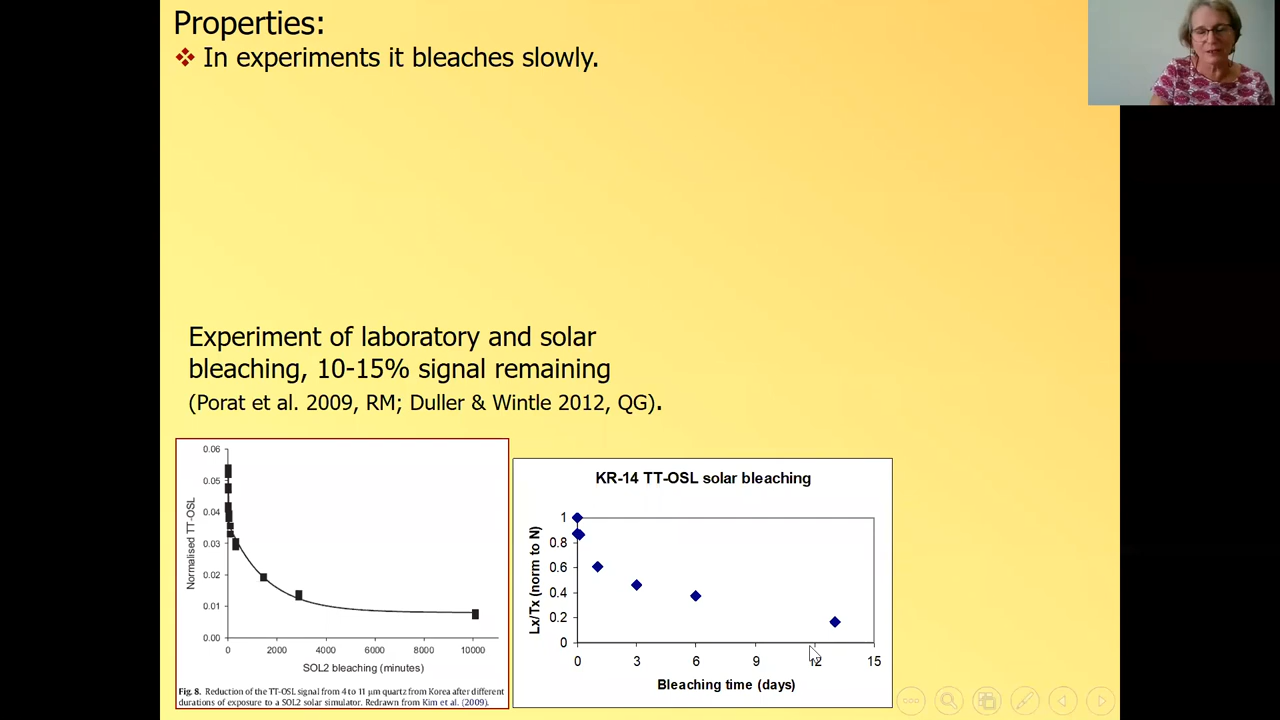 Properties:
❖ In experiments it bleaches slowly.
Experiment of laboratory and solar
bleaching, 10-15% signal remaining
(Porat et al. 2009, RM; Duller & Wintle 2012, QG).
0.06
0.05
0.04
0.03
0.02
0.01
0.00
Normalised TT-OSL
0 2000 4000 6000 8000 10000
SOL2 bleaching (minutes)
Fig. 8. Reduction of the TT-OSL signal from 4 to 11 µm quartz from Korea after different
durations of exposure to a SOL2 solar simulator. Redrawn from Kim et al. (2009).
KR-14 TT-OSL solar bleaching
1
0.8
0.6
0.4
0.2
0
Lx/Tx (norm to N)
0 3 6 9 12 15
Bleaching time (days)